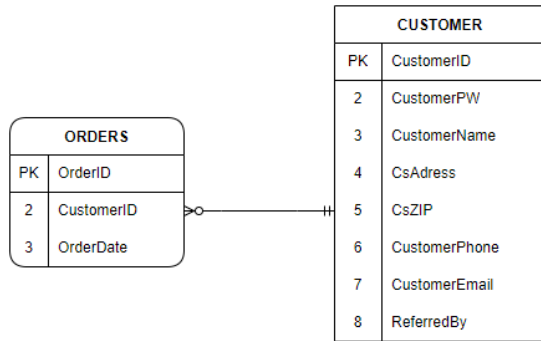 CUSTOMER
PK CustomerID
2 CustomerPW
3 CustomerName
4 CsAdress
5 CsZIP
6 CustomerPhone
7 CustomerEmail
8 ReferredBy
ORDERS
PK OrderID
2 CustomerID
3 OrderDate